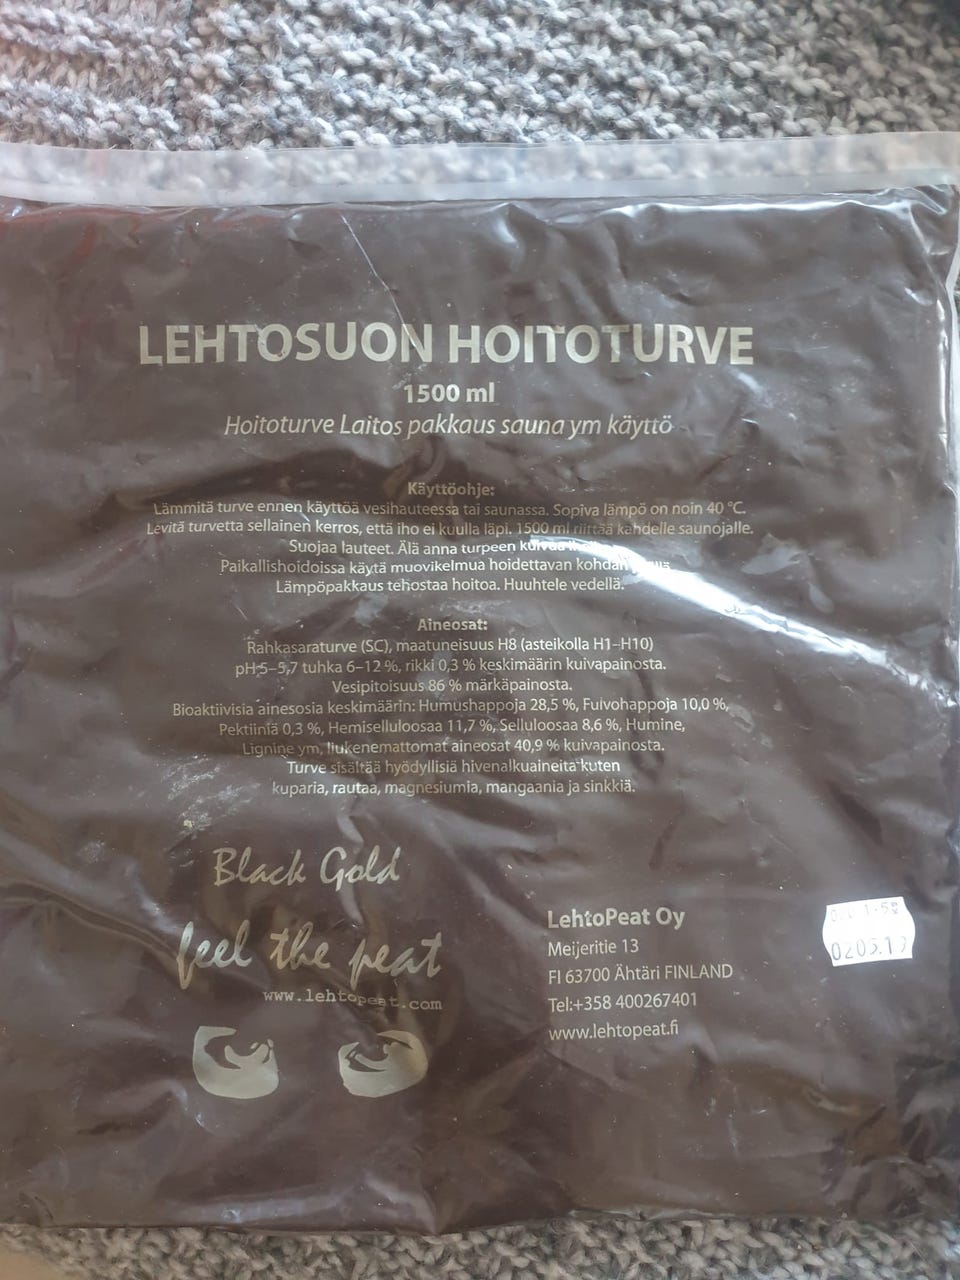 LEHTOSUON HOITOTURVE
1500 ml
Hoitoturve Laitos pakkaus sauna ym käyttö
Käyttöohje:
Lämmitä turve ennen käyttöä vesihauteessa tai saunassa. Sopiva lämpö on noin 40 °C.
Levitä turvetta sellainen kerros, että iho ei kuulla läpi. 1500 ml riittää kahdelle saunojalle.
Suojaa lauteet. Älä anna turpeen kuivua
Paikallishoidoissa käytä muovikelmua hoidettavan kohdan
Lämpöpakkaus tehostaa hoitoa. Huuhtele vedellä.
Aineosat:
Rahkasaraturve (SC), maatuneisuus H8 (asteikolla H1–H10)
pH 5–5,7 tuhka 6–12 %, rikki 0,3 % keskimäärin kuivapainosta.
Vesipitoisuus 86 % märkäpainosta.
Bioaktiivisia ainesosia keskimäärin: Humushappoja 28,5 %, Fuivohappoja 10,0 %,
Pektiiniä 0,3 %, Hemiselluloosaa 11,7 %, Selluloosaa 8,6 %, Humine,
Lignine ym, liukenemattomat aineosat 40,9 % kuivapainosta.
Turve sisältää hyödyllisiä hivenalkuaineita kuten
kuparia, rautaa, magnesiumia, mangaania ja sinkkiä.
Black Gold
feel the peat
www.lehtopeat.com
LehtoPeat Oy
Meijeritie 13
FI 63700 Ähtäri FINLAND
Tel:+358 400267401
www.lehtopeat.fi